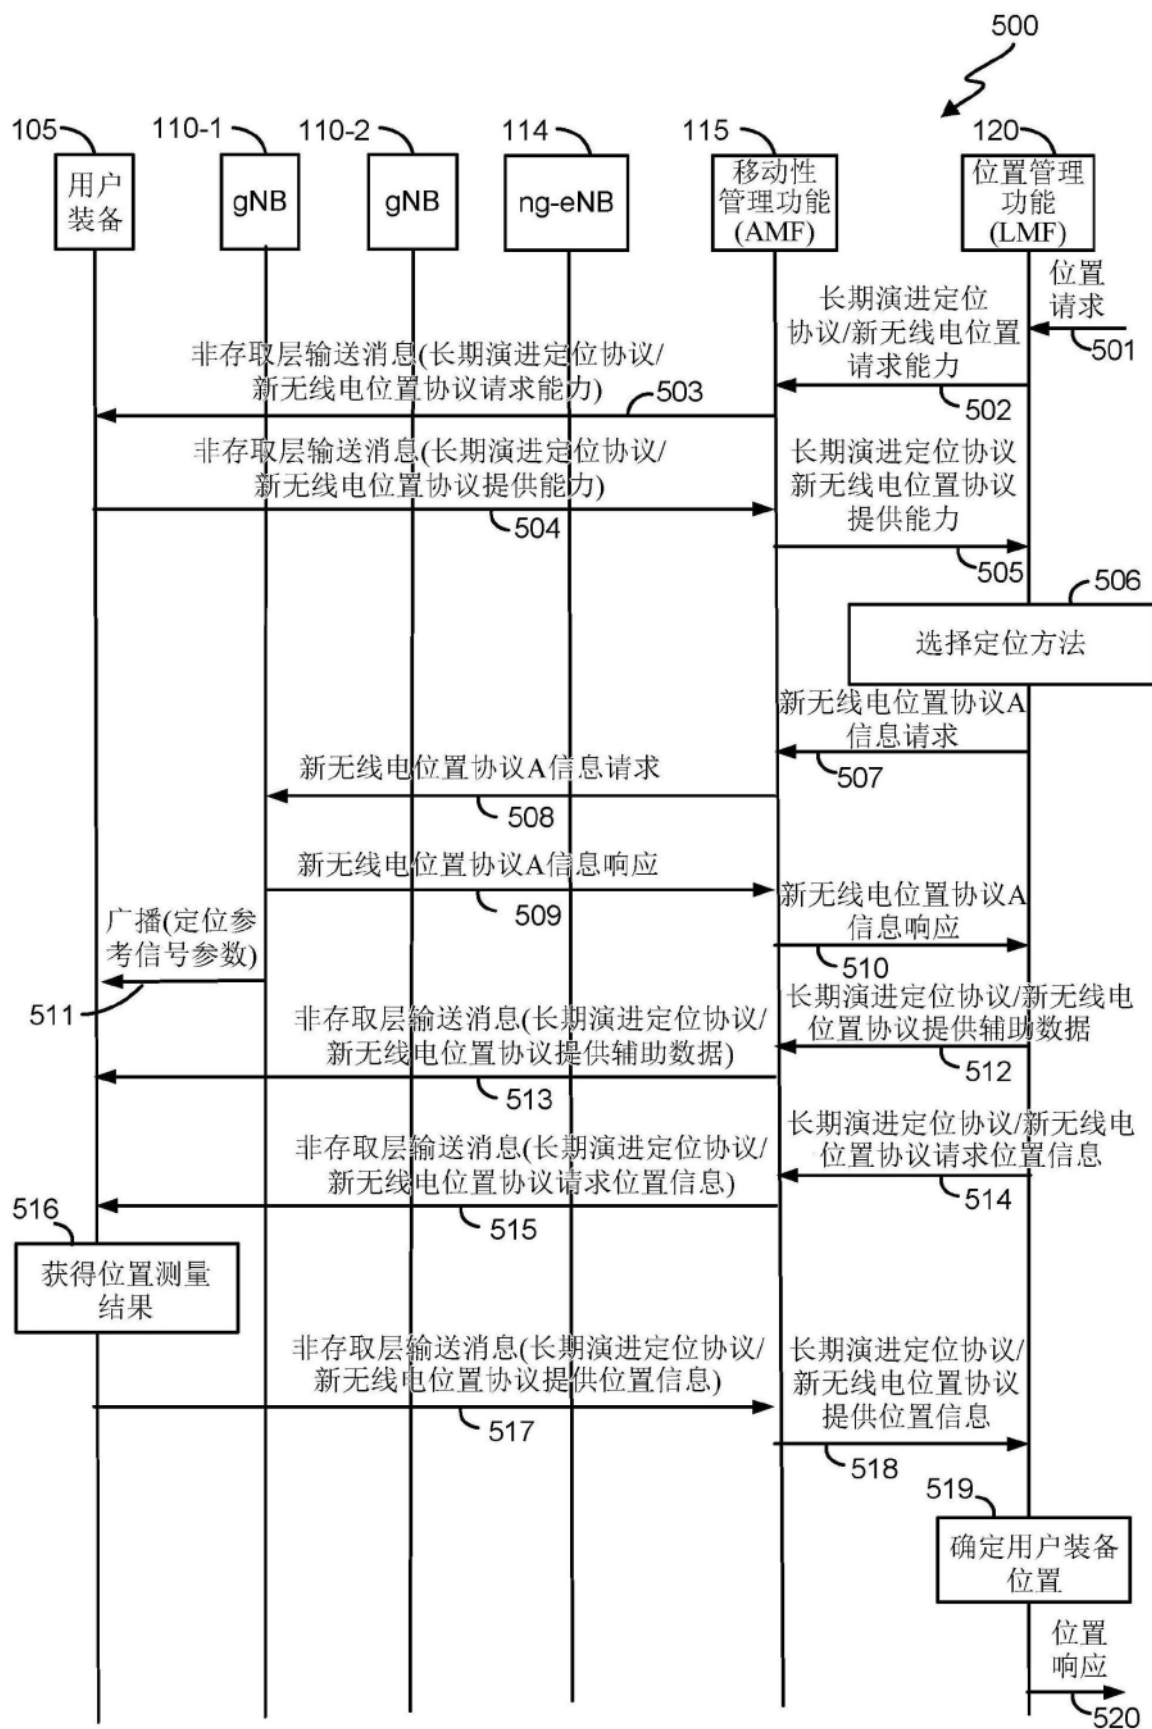 500
105
110-1
110-2
114
115
120
用户
装备
gNB
gNB
ng-eNB
移动性
管理功能
(AMF)
位置管理
功能
(LMF)
位置
请求
501
长期演进定位
协议/新无线电位置
请求能力
502
非存取层输送消息(长期演进定位协议/
新无线电位置协议请求能力)
503
非存取层输送消息(长期演进定位协议/
新无线电位置协议提供能力)
504
长期演进定位协议
新无线电位置协议
提供能力
505
506
选择定位方法
新无线电位置协议A
信息请求
507
新无线电位置协议A信息请求
508
新无线电位置协议A信息响应
509
新无线电位置协议A
信息响应
510
广播(定位参
考信号参数)
511
长期演进定位协议/新无线电
位置协议提供辅助数据
512
非存取层输送消息(长期演进定位协议/
新无线电位置协议提供辅助数据)
513
长期演进定位协议/新无线电
位置协议请求位置信息
514
非存取层输送消息(长期演进定位协议/
新无线电位置协议请求位置信息)
515
516
获得位置测量
结果
非存取层输送消息(长期演进定位协议/
新无线电位置协议提供位置信息)
517
长期演进定位协议/
新无线电位置协议
提供位置信息
518
519
确定用户装备
位置
位置
响应
520